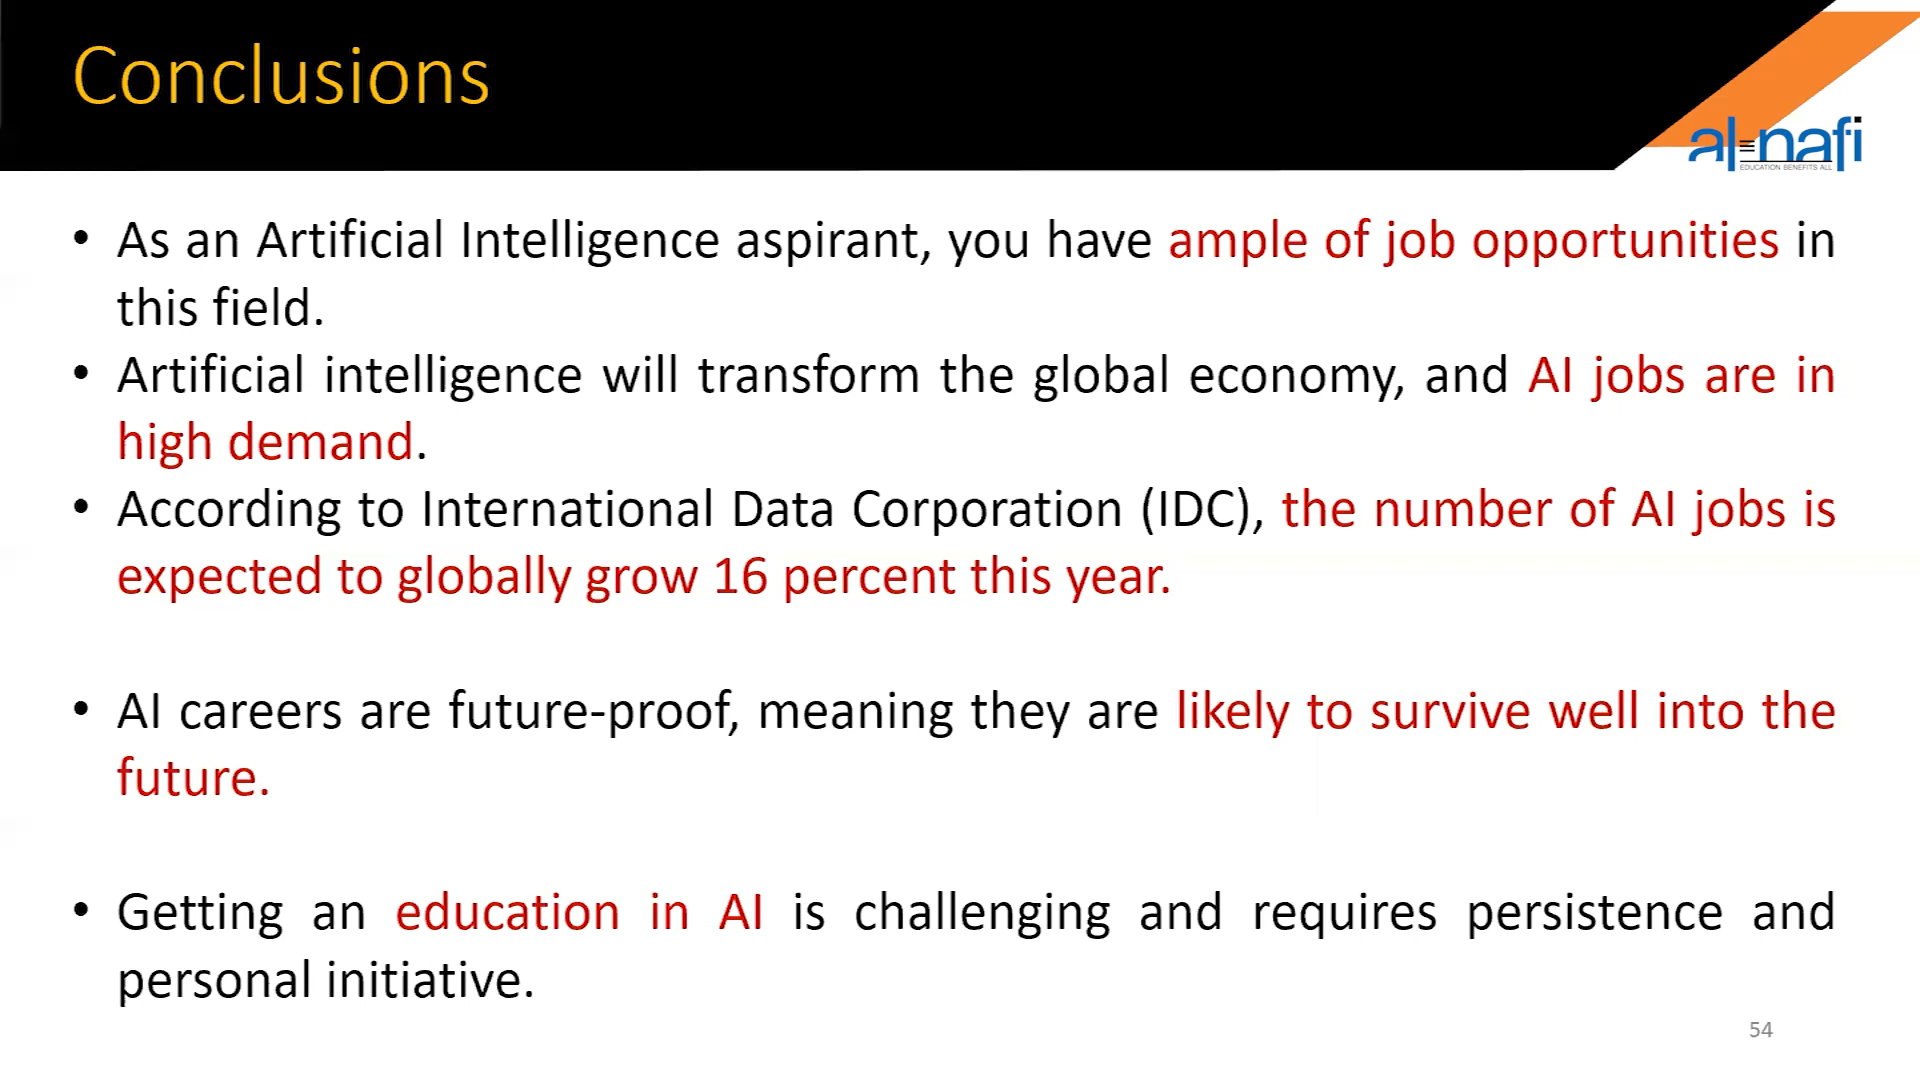 Conclusions
al-nafi
EDUCATION BENEFITS ALL
• As an Artificial Intelligence aspirant, you have ample of job opportunities in
this field.
• Artificial intelligence will transform the global economy, and AI jobs are in
high demand.
• According to International Data Corporation (IDC), the number of AI jobs is
expected to globally grow 16 percent this year.
• AI careers are future-proof, meaning they are likely to survive well into the
future.
• Getting an education in AI is challenging and requires persistence and
personal initiative.
54